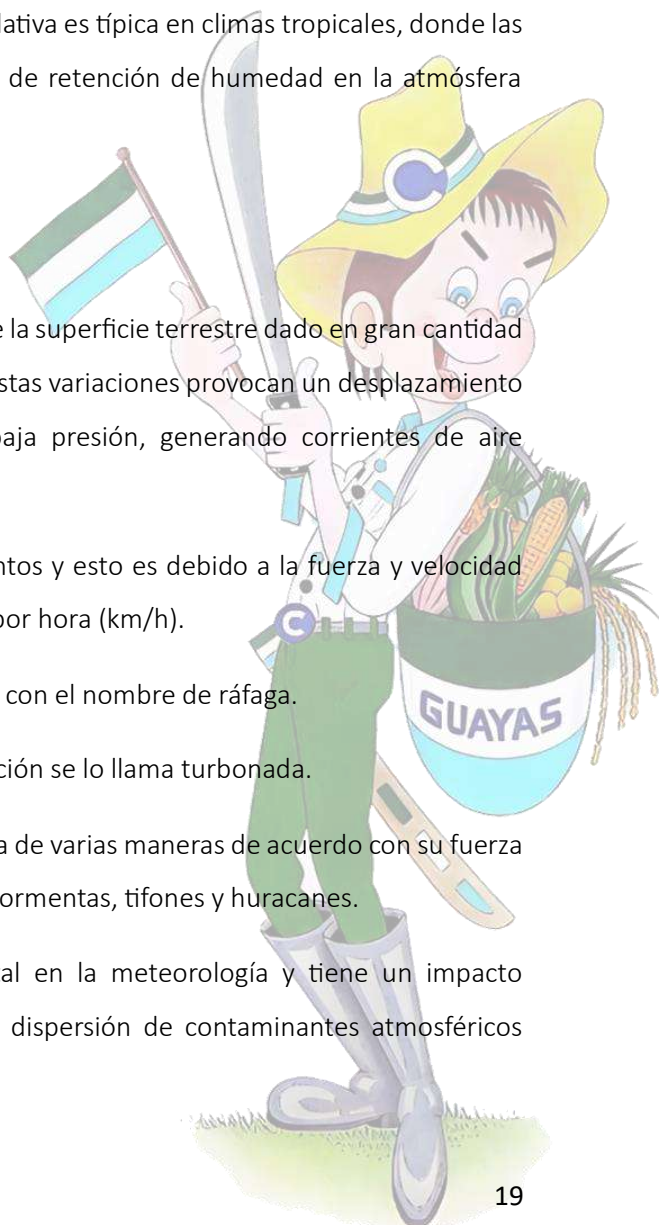 lativa es típica en climas tropicales, donde las
de retención de humedad en la atmósfera
C
e la superficie terrestre dado en gran cantidad
stas variaciones provocan un desplazamiento
baja presión, generando corrientes de aire
ntos y esto es debido a la fuerza y velocidad
por hora (km/h).
C
con el nombre de ráfaga.
GUAYAS
ción se lo llama turbonada.
a de varias maneras de acuerdo con su fuerza
tormentas, tifones y huracanes.
tal en la meteorología y tiene un impacto
dispersión de contaminantes atmosféricos
19